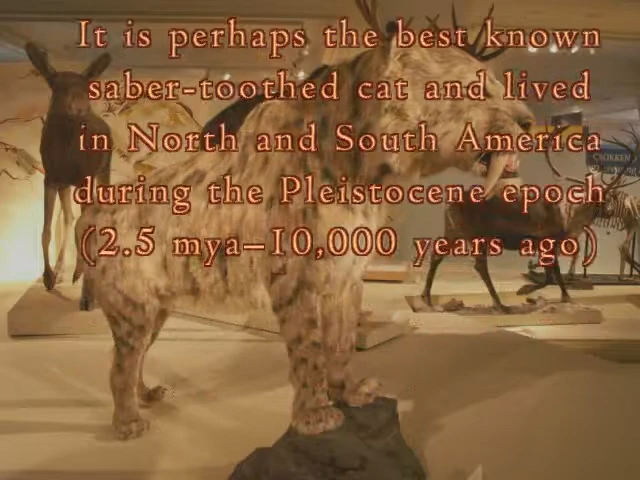 It is perhaps the best known
saber-toothed cat and lived
in North and South America
during the Pleistocene epoch
(2.5 mya–10,000 years ago)